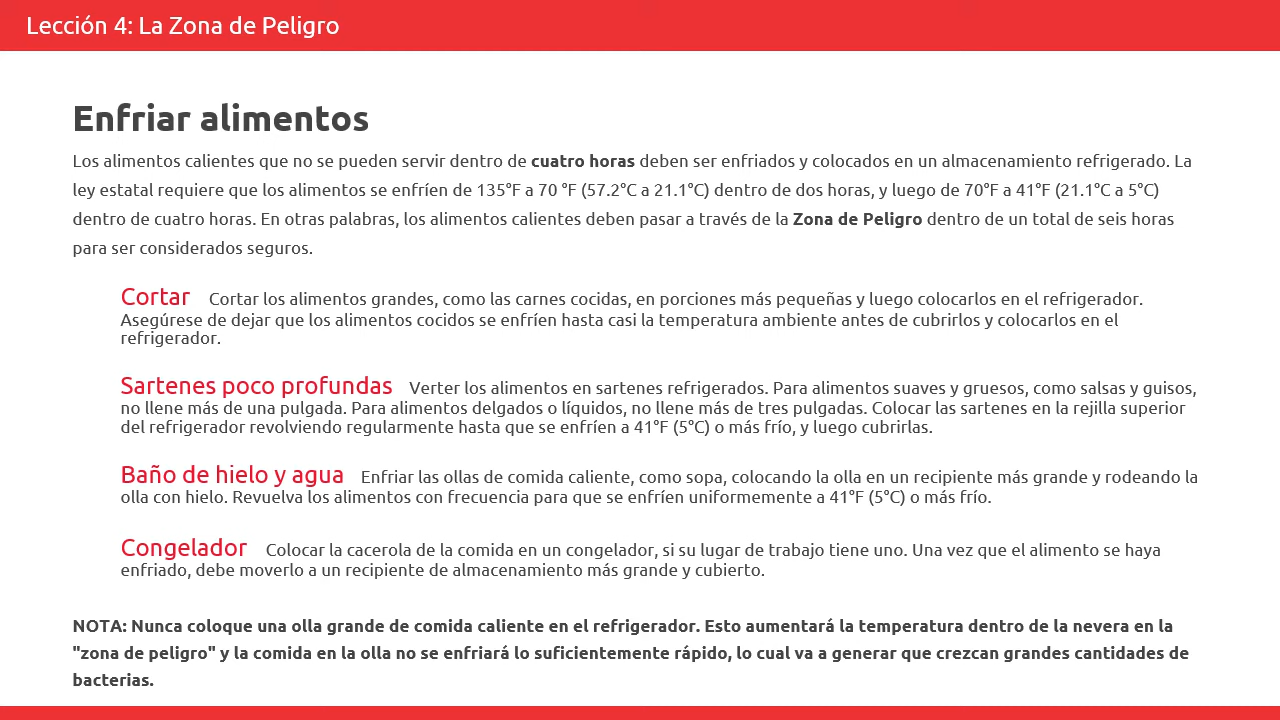 Lección 4: La Zona de Peligro
Enfriar alimentos
Los alimentos calientes que no se pueden servir dentro de cuatro horas deben ser enfriados y colocados en un almacenamiento refrigerado. La
ley estatal requiere que los alimentos se enfríen de 135°F a 70 °F (57.2°C a 21.1°C) dentro de dos horas, y luego de 70°F a 41°F (21.1°C a 5°C)
dentro de cuatro horas. En otras palabras, los alimentos calientes deben pasar a través de la Zona de Peligro dentro de un total de seis horas
para ser considerados seguros.
Cortar Cortar los alimentos grandes, como las carnes cocidas, en porciones más pequeñas y luego colocarlos en el refrigerador.
Asegúrese de dejar que los alimentos cocidos se enfríen hasta casi la temperatura ambiente antes de cubrirlos y colocarlos en el
refrigerador.
Sartenes poco profundas Verter los alimentos en sartenes refrigerados. Para alimentos suaves y gruesos, como salsas y guisos,
no llene más de una pulgada. Para alimentos delgados o líquidos, no llene más de tres pulgadas. Colocar las sartenes en la rejilla superior
del refrigerador revolviendo regularmente hasta que se enfríen a 41°F (5°C) o más frío, y luego cubrirlas.
Baño de hielo y agua Enfriar las ollas de comida caliente, como sopa, colocando la olla en un recipiente más grande y rodeando la
olla con hielo. Revuelva los alimentos con frecuencia para que se enfríen uniformemente a 41°F (5°C) o más frío.
Congelador Colocar la cacerola de la comida en un congelador, si su lugar de trabajo tiene uno. Una vez que el alimento se haya
enfriado, debe moverlo a un recipiente de almacenamiento más grande y cubierto.
NOTA: Nunca coloque una olla grande de comida caliente en el refrigerador. Esto aumentará la temperatura dentro de la nevera en la
"zona de peligro" y la comida en la olla no se enfriará lo suficientemente rápido, lo cual va a generar que crezcan grandes cantidades de
bacterias.